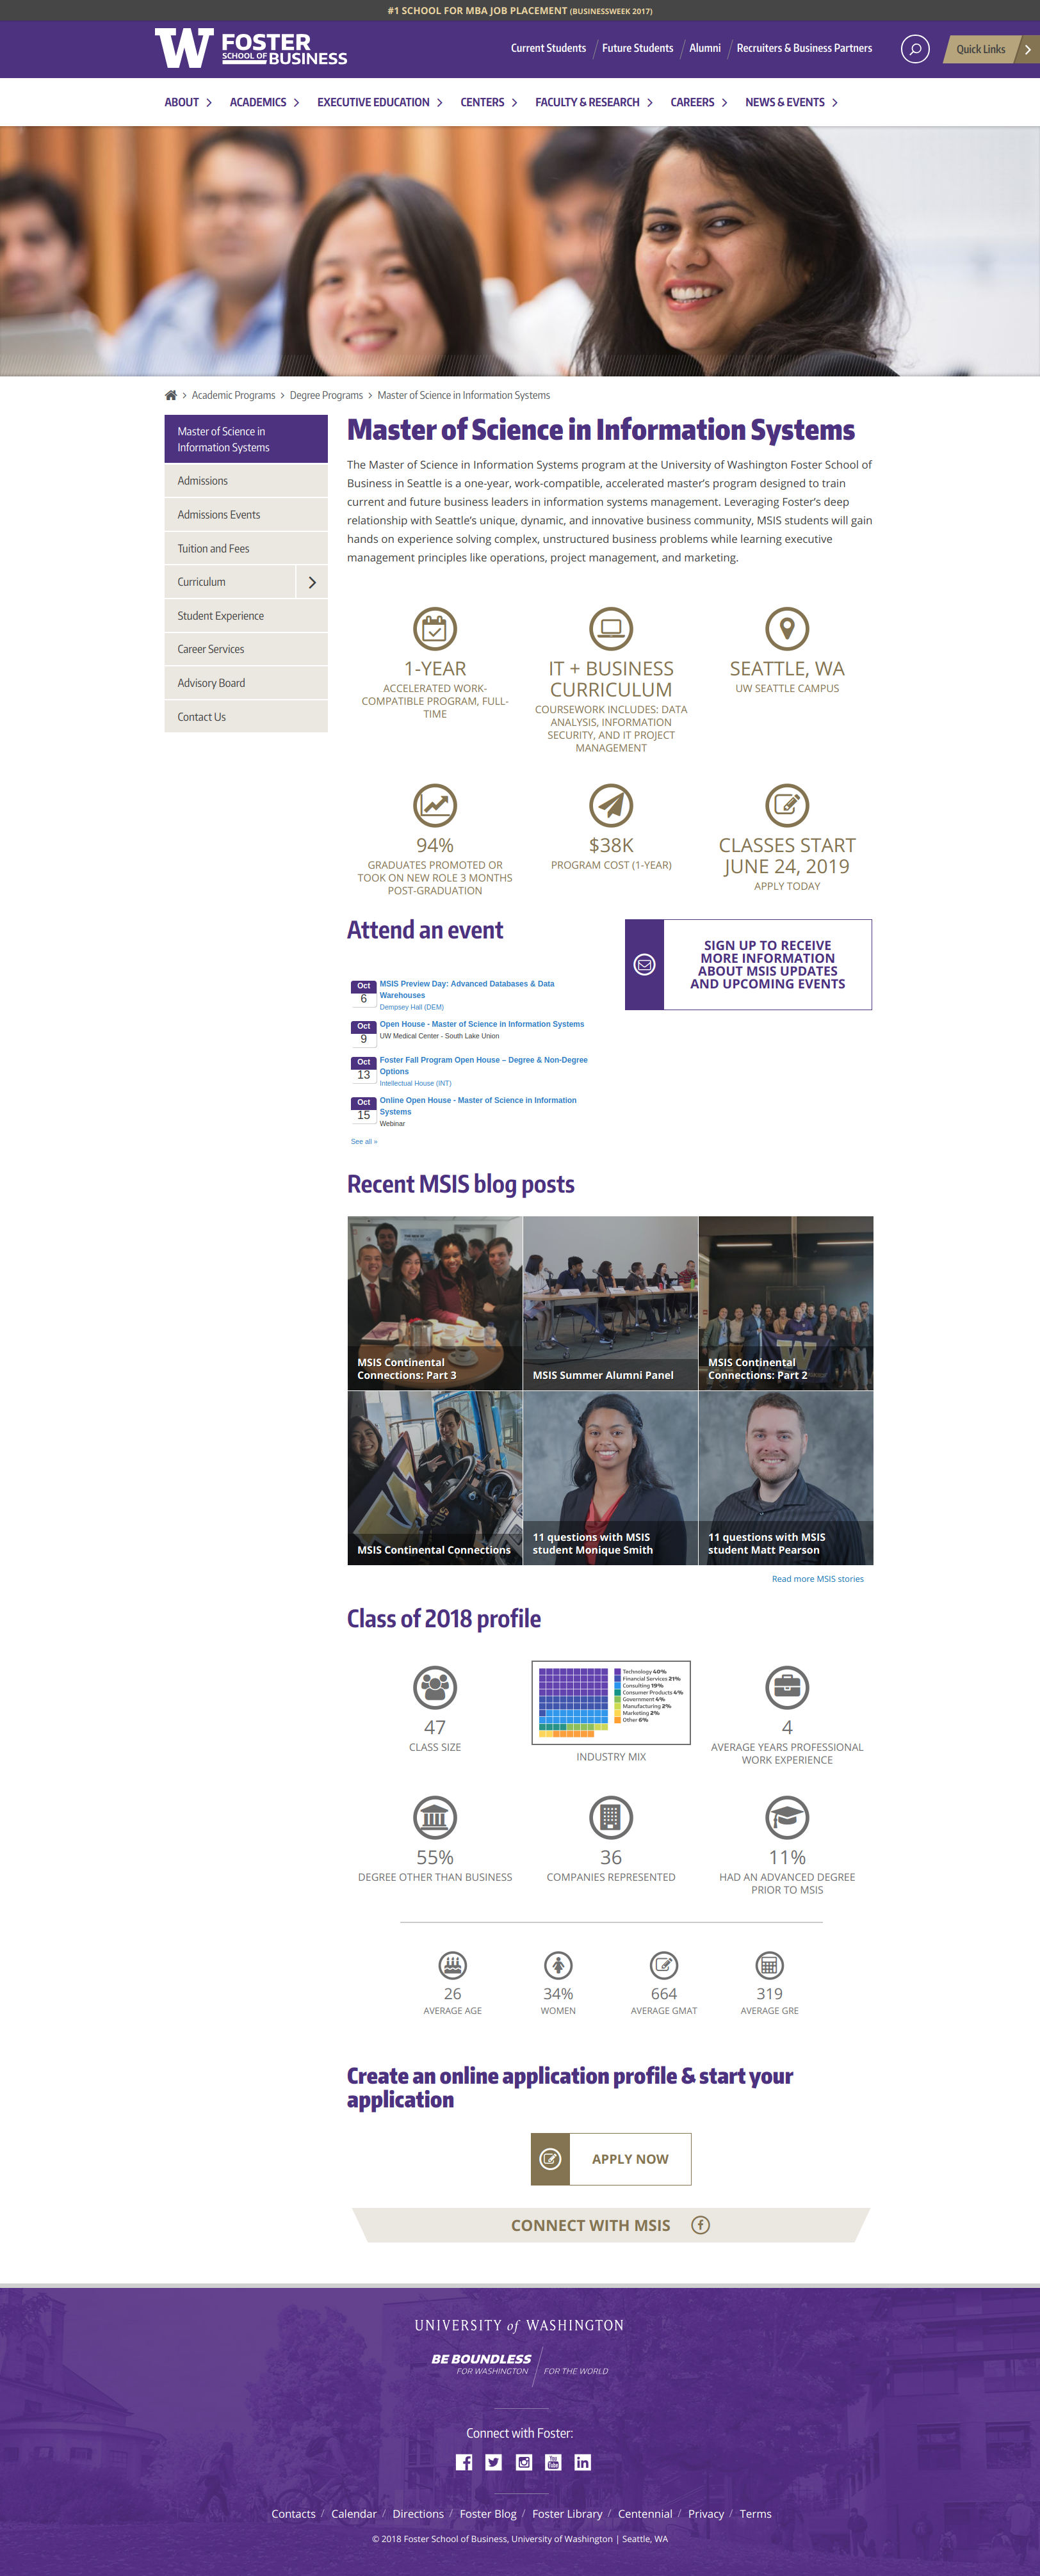 #1 SCHOOL FOR MBA JOB PLACEMENT (BUSINESSWEEK 2017)
W FOSTER
SCHOOL OF BUSINESS
Current Students / Future Students / Alumni / Recruiters & Business Partners
Quick Links
ABOUT ACADEMICS EXECUTIVE EDUCATION CENTERS FACULTY & RESEARCH CAREERS NEWS & EVENTS
Academic Programs > Degree Programs > Master of Science in Information Systems
Master of Science in
Information Systems
Admissions
Admissions Events
Tuition and Fees
Curriculum
Student Experience
Career Services
Advisory Board
Contact Us
Master of Science in Information Systems
The Master of Science in Information Systems program at the University of Washington Foster School of
Business in Seattle is a one-year, work-compatible, accelerated master's program designed to train
current and future business leaders in information systems management. Leveraging Foster's deep
relationship with Seattle's unique, dynamic, and innovative business community, MSIS students will gain
hands on experience solving complex, unstructured business problems while learning executive
management principles like operations, project management, and marketing.
1-YEAR
ACCELERATED WORK-
COMPATIBLE PROGRAM, FULL-
TIME
IT + BUSINESS
CURRICULUM
COURSEWORK INCLUDES: DATA
ANALYSIS, INFORMATION
SECURITY, AND IT PROJECT
MANAGEMENT
SEATTLE, WA
UW SEATTLE CAMPUS
94%
GRADUATES PROMOTED OR
TOOK ON NEW ROLE 3 MONTHS
POST-GRADUATION
$38K
PROGRAM COST (1-YEAR)
CLASSES START
JUNE 24, 2019
APPLY TODAY
Attend an event
Oct
6
MSIS Preview Day: Advanced Databases & Data
Warehouses
Dempsey Hall (DEM)
Oct
9
Open House - Master of Science in Information Systems
UW Medical Center - South Lake Union
Oct
13
Foster Fall Program Open House – Degree & Non-Degree
Options
Intellectual House (INT)
Oct
15
Online Open House - Master of Science in Information
Systems
Webinar
See all »
SIGN UP TO RECEIVE
MORE INFORMATION
ABOUT MSIS UPDATES
AND UPCOMING EVENTS
Recent MSIS blog posts
MSIS Continental
Connections: Part 3
MSIS Summer Alumni Panel
MSIS Continental
Connections: Part 2
MSIS Continental Connections
11 questions with MSIS
student Monique Smith
11 questions with MSIS
student Matt Pearson
Read more MSIS stories
Class of 2018 profile
47
CLASS SIZE
Technology 40%
Financial Services 21%
Consulting 19%
Consumer Products 4%
Government 4%
Manufacturing 2%
Marketing 2%
Other 6%
INDUSTRY MIX
4
AVERAGE YEARS PROFESSIONAL
WORK EXPERIENCE
55%
DEGREE OTHER THAN BUSINESS
36
COMPANIES REPRESENTED
11%
HAD AN ADVANCED DEGREE
PRIOR TO MSIS
26
AVERAGE AGE
34%
WOMEN
664
AVERAGE GMAT
319
AVERAGE GRE
Create an online application profile & start your
application
APPLY NOW
CONNECT WITH MSIS
UNIVERSITY of WASHINGTON
BE BOUNDLESS
FOR WASHINGTON FOR THE WORLD
Connect with Foster:
Contacts / Calendar / Directions / Foster Blog / Foster Library / Centennial / Privacy / Terms
© 2018 Foster School of Business, University of Washington | Seattle, WA